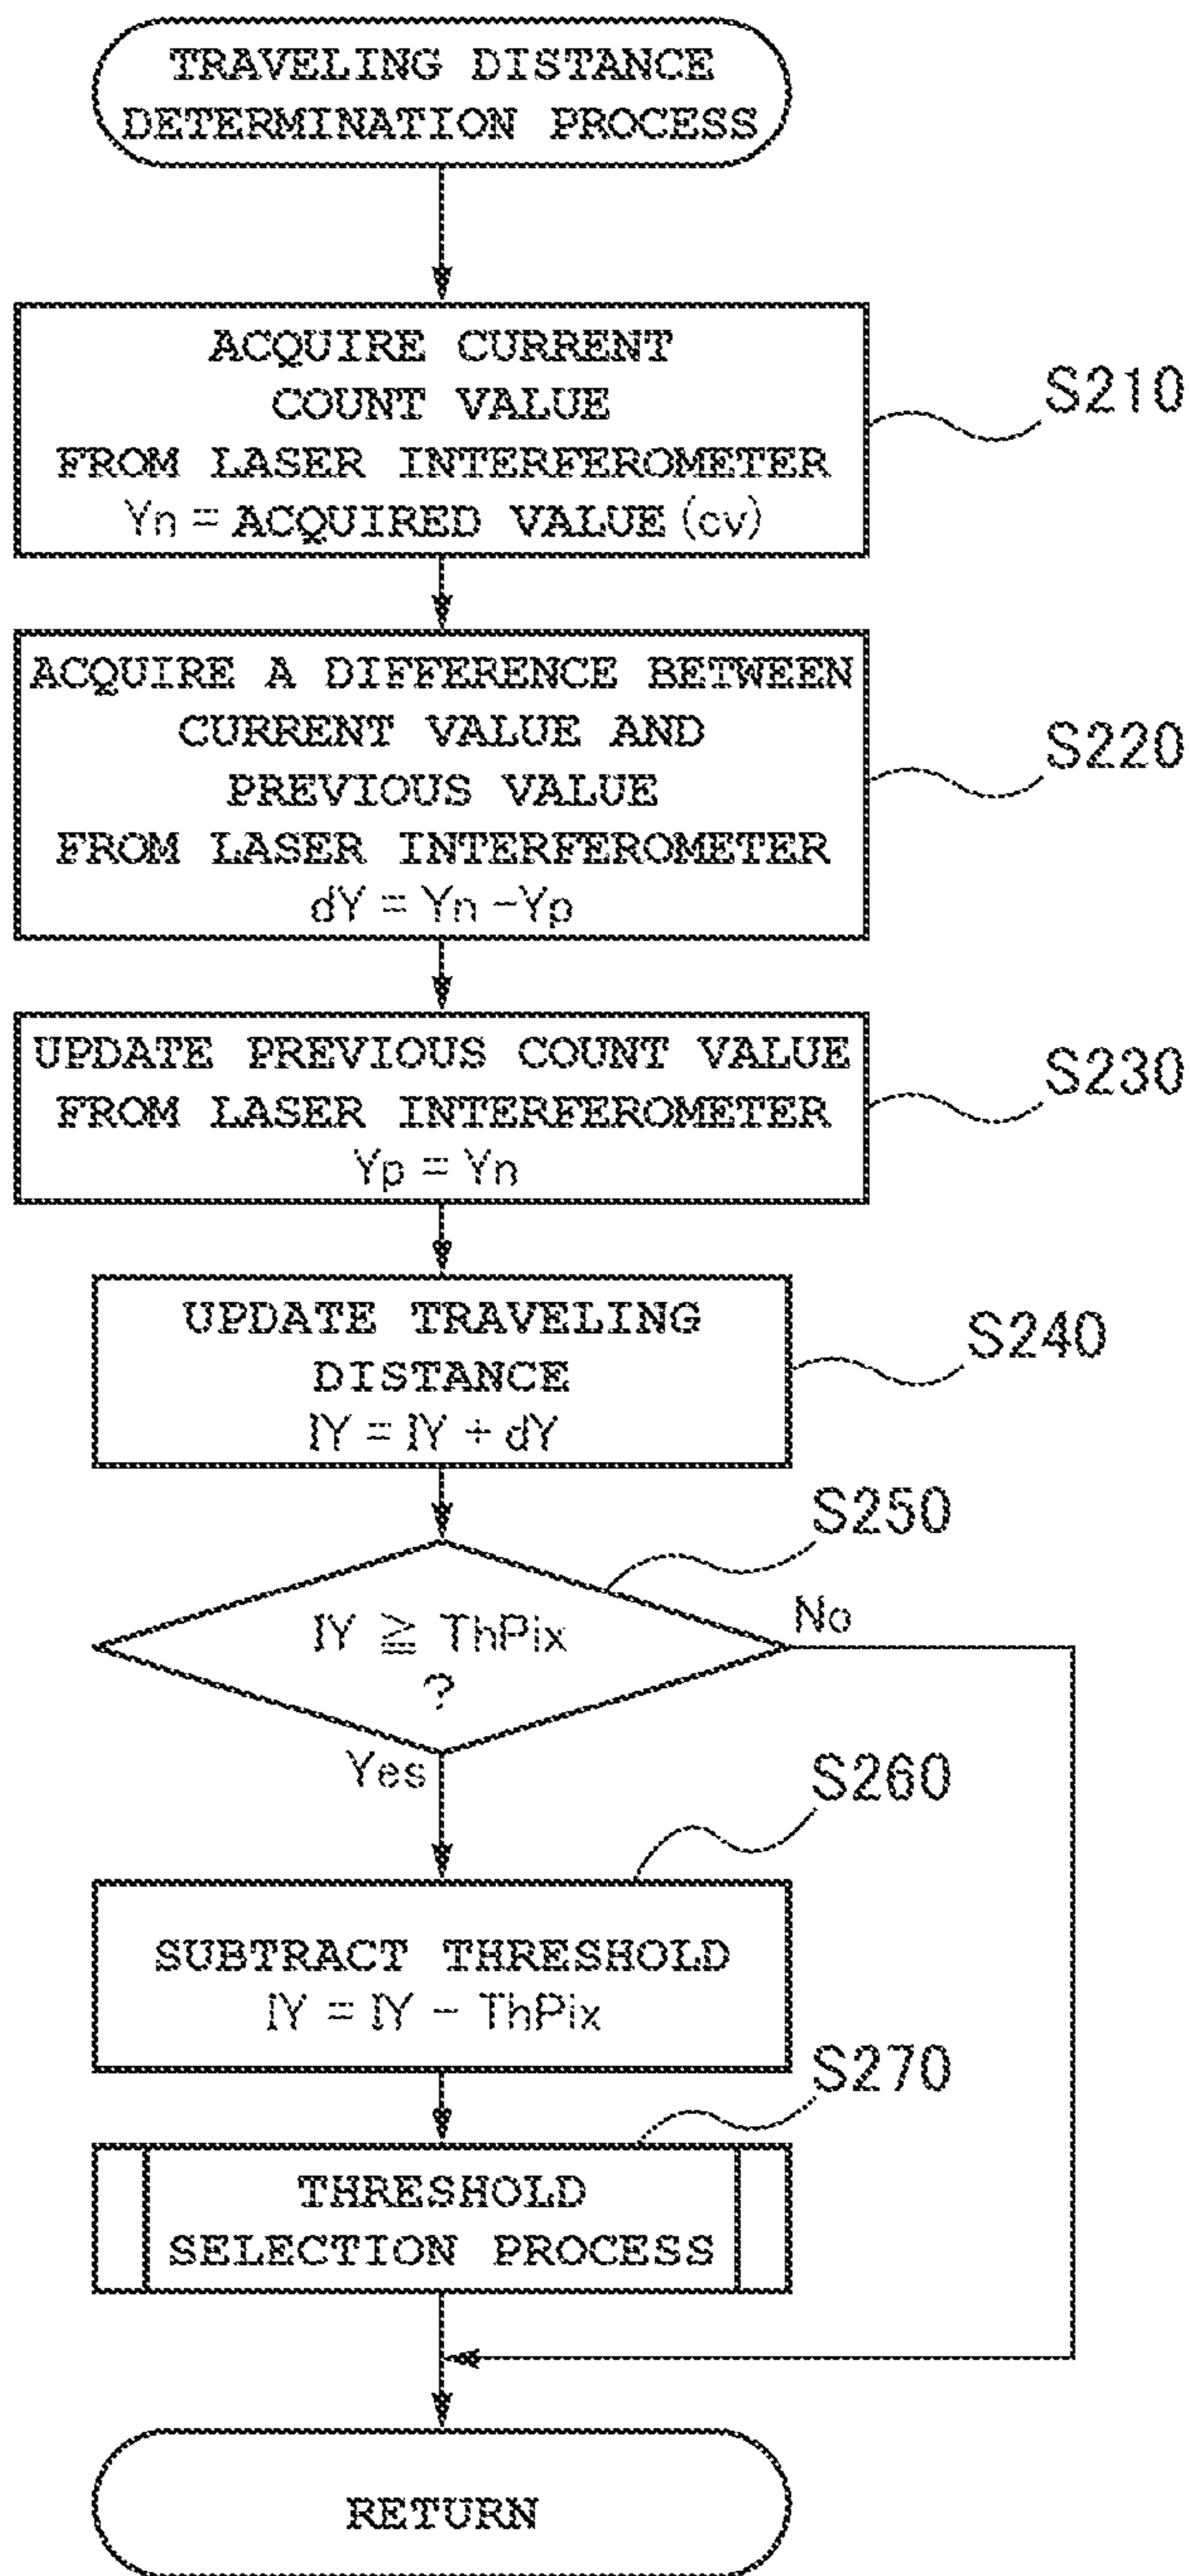 TRAVELING DISTANCE
DETERMINATION PROCESS
ACQUIRE CURRENT
COUNT VALUE
FROM LASER INTERFEROMETER
Yn = ACQUIRED VALUE (cv)
S210
ACQUIRE A DIFFERENCE BETWEEN
CURRENT VALUE AND
PREVIOUS VALUE
FROM LASER INTERFEROMETER
dY = Yn -Yp
S220
UPDATE PREVIOUS COUNT VALUE
FROM LASER INTERFEROMETER
Yp = Yn
S230
UPDATE TRAVELING
DISTANCE
IY = IY + dY
S240
S250
IY ≧ ThPix
?
No
Yes
S260
SUBTRACT THRESHOLD
IY = IY - ThPix
S270
THRESHOLD
SELECTION PROCESS
RETURN